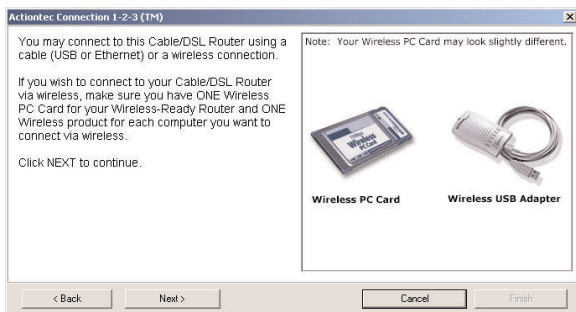 Actiontec Connection 1-2-3 (TM)
You may connect to this Cable/DSL Router using a
cable (USB or Ethernet) or a wireless connection.
If you wish to connect to your Cable/DSL Router
via wireless, make sure you have ONE Wireless
PC Card for your Wireless-Ready Router and ONE
Wireless product for each computer you want to
connect via wireless.
Click NEXT to continue.
Note: Your Wireless PC Card may look slightly different.
Wireless
PC Card
Wireless PC Card
Wireless USB Adapter
< Back
Next >
Cancel
Finish